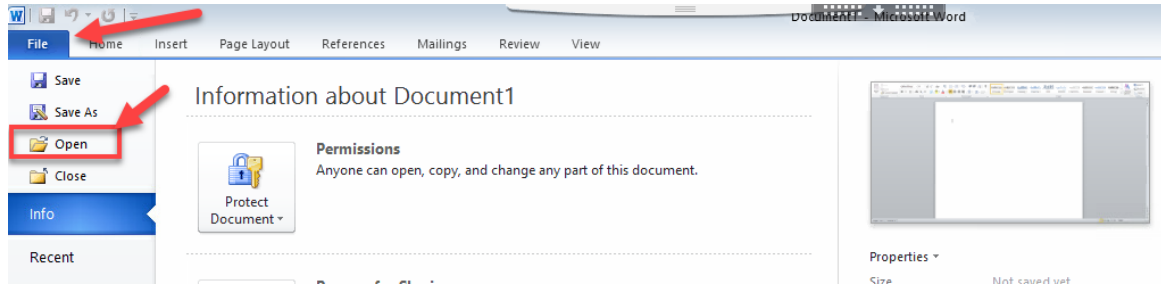 Document1 - Microsoft Word
File Home Insert Page Layout References Mailings Review View
Save
Save As
Open
Close
Info
Recent
Information about Document1
Permissions
Anyone can open, copy, and change any part of this document.
Protect
Document
Properties
Size Not saved yet